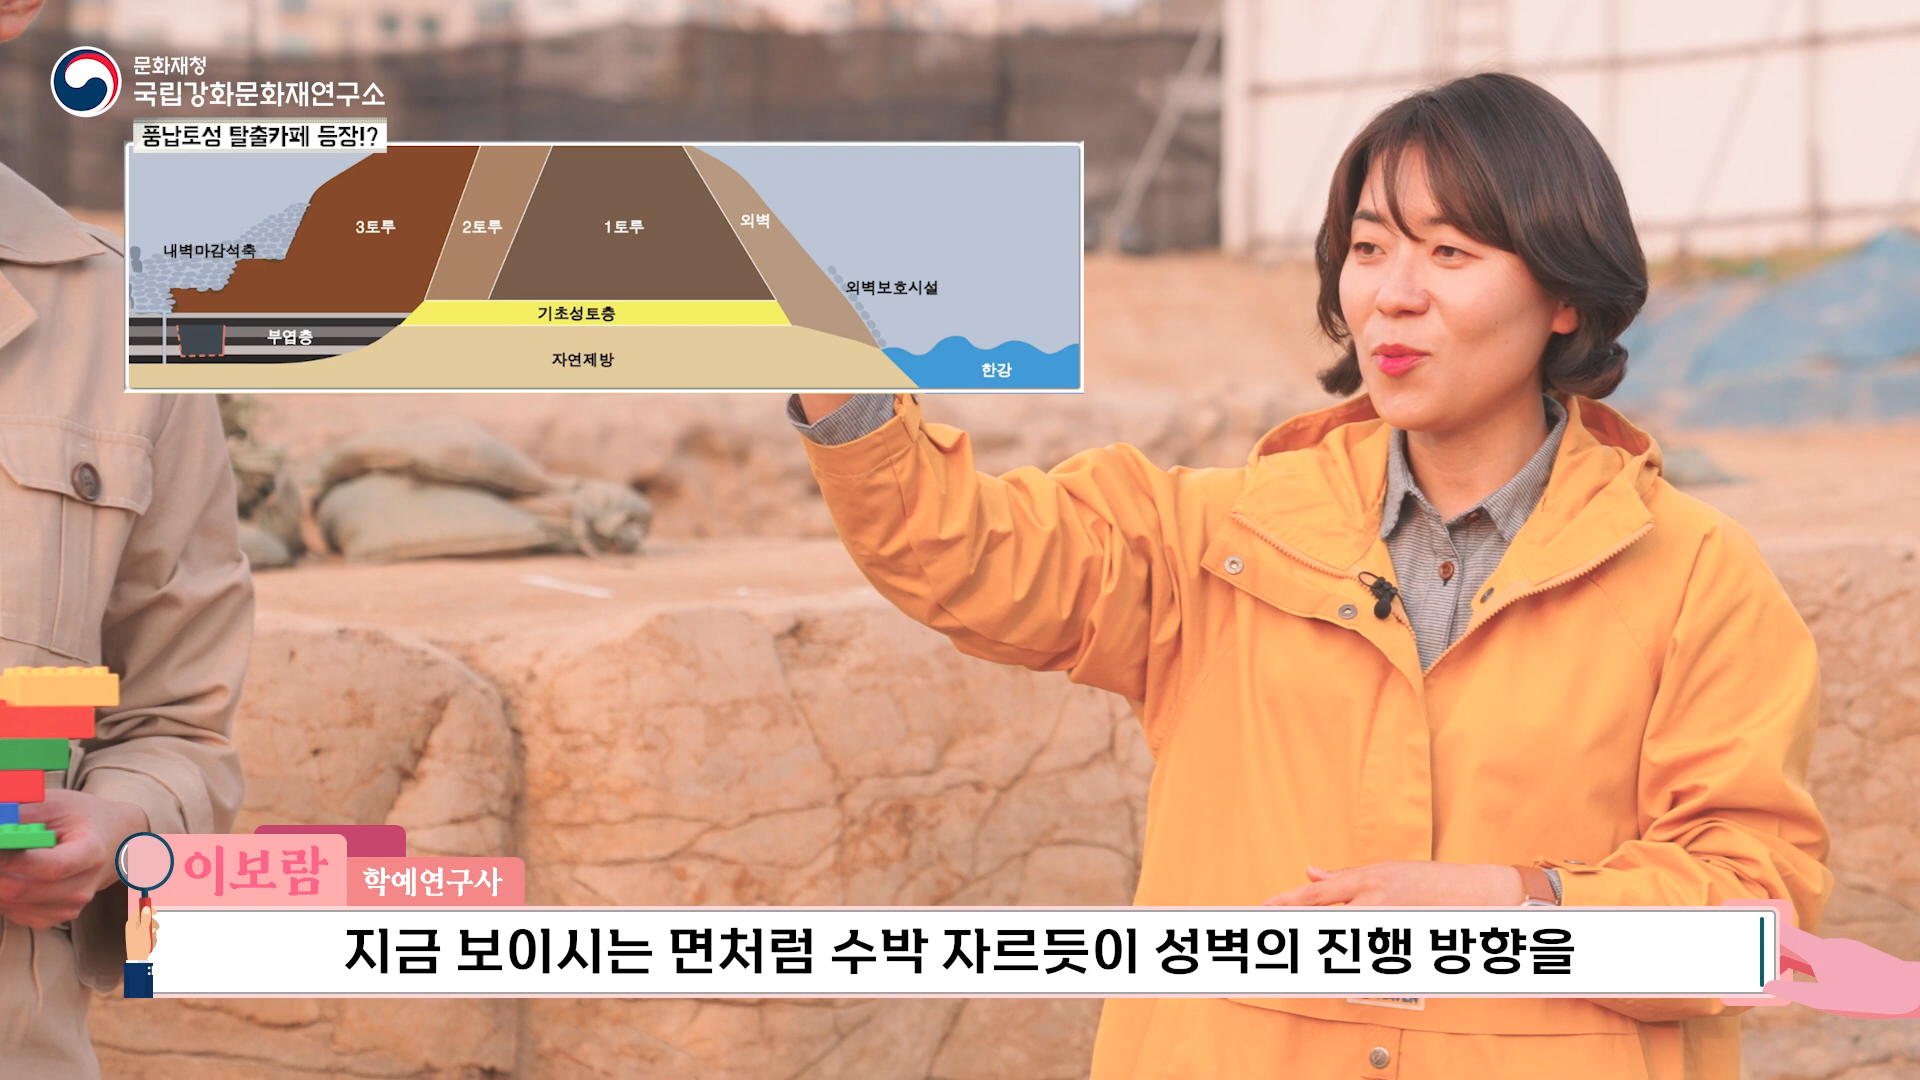 문화재청
국립강화문화재연구소
풍납토성 탈출카페 등장!?
3토루
2토루
1토루
외벽
내벽마감석축
외벽보호시설
기초성토층
부엽층
자연제방
한강
이보람
학예연구사
지금 보이시는 면처럼 수박 자르듯이 성벽의 진행 방향을